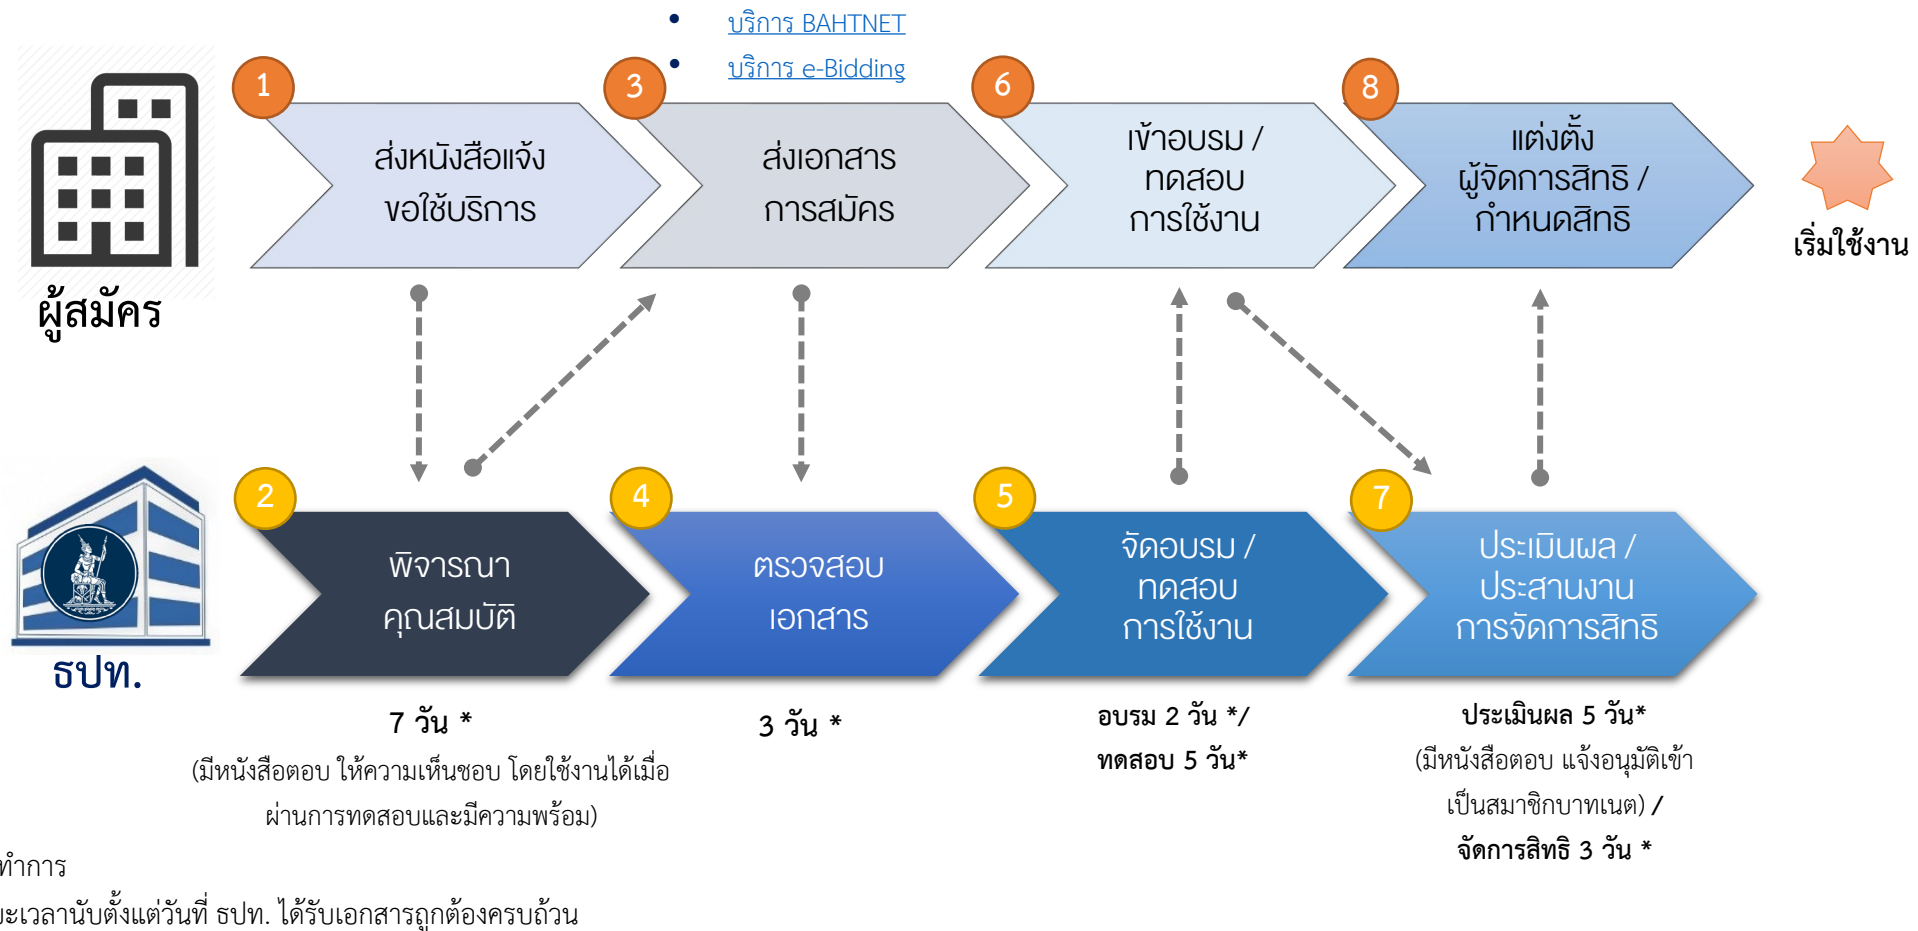 บริการ BAHTNET
บริการ e-Bidding
1
ส่งหนังสือแจ้ง
ขอใช้บริการ
3
ส่งเอกสาร
การสมัคร
6
เข้าอบรม /
ทดสอบ
การใช้งาน
8
แต่งตั้ง
ผู้จัดการสิทธิ /
กำหนดสิทธิ
เริ่มใช้งาน
ผู้สมัคร
2
พิจารณา
คุณสมบัติ
4
ตรวจสอบ
เอกสาร
5
จัดอบรม /
ทดสอบ
การใช้งาน
7
ประเมินผล /
ประสานงาน
การจัดการสิทธิ
ธปท.
7 วัน *
(มีหนังสือตอบ ให้ความเห็นชอบ โดยใช้งานได้เมื่อ
ผ่านการทดสอบและมีความพร้อม)
3 วัน *
อบรม 2 วัน */
ทดสอบ 5 วัน*
ประเมินผล 5 วัน*
(มีหนังสือตอบ แจ้งอนุมัติเข้า
เป็นสมาชิกบาทเนต) /
จัดการสิทธิ 3 วัน *
ทำการ
ยะเวลานับตั้งแต่วันที่ ธปท. ได้รับเอกสารถูกต้องครบถ้วน